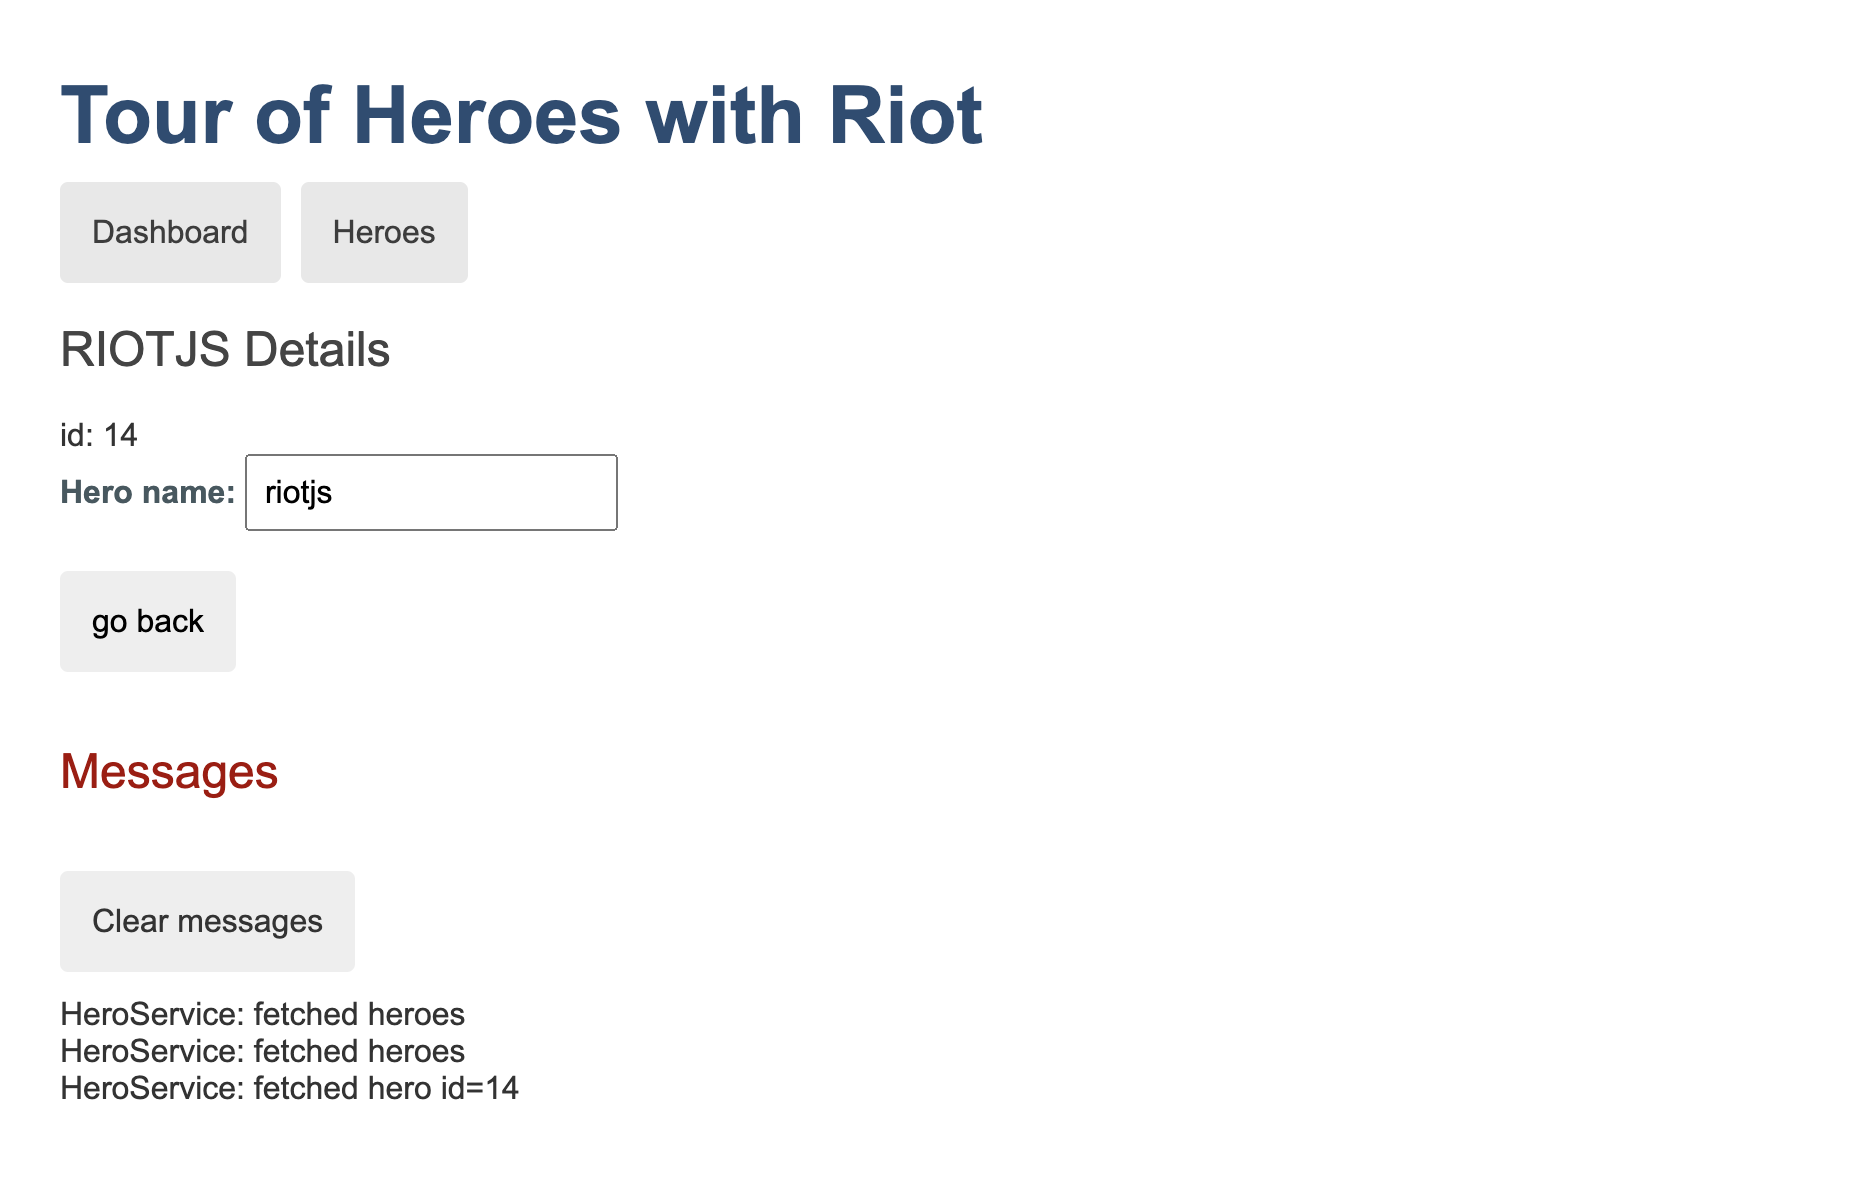 Tour of Heroes with Riot
Dashboard Heroes
RIOTJS Details
id: 14
Hero name: riotjs
go back
Messages
Clear messages
HeroService: fetched heroes
HeroService: fetched heroes
HeroService: fetched hero id=14